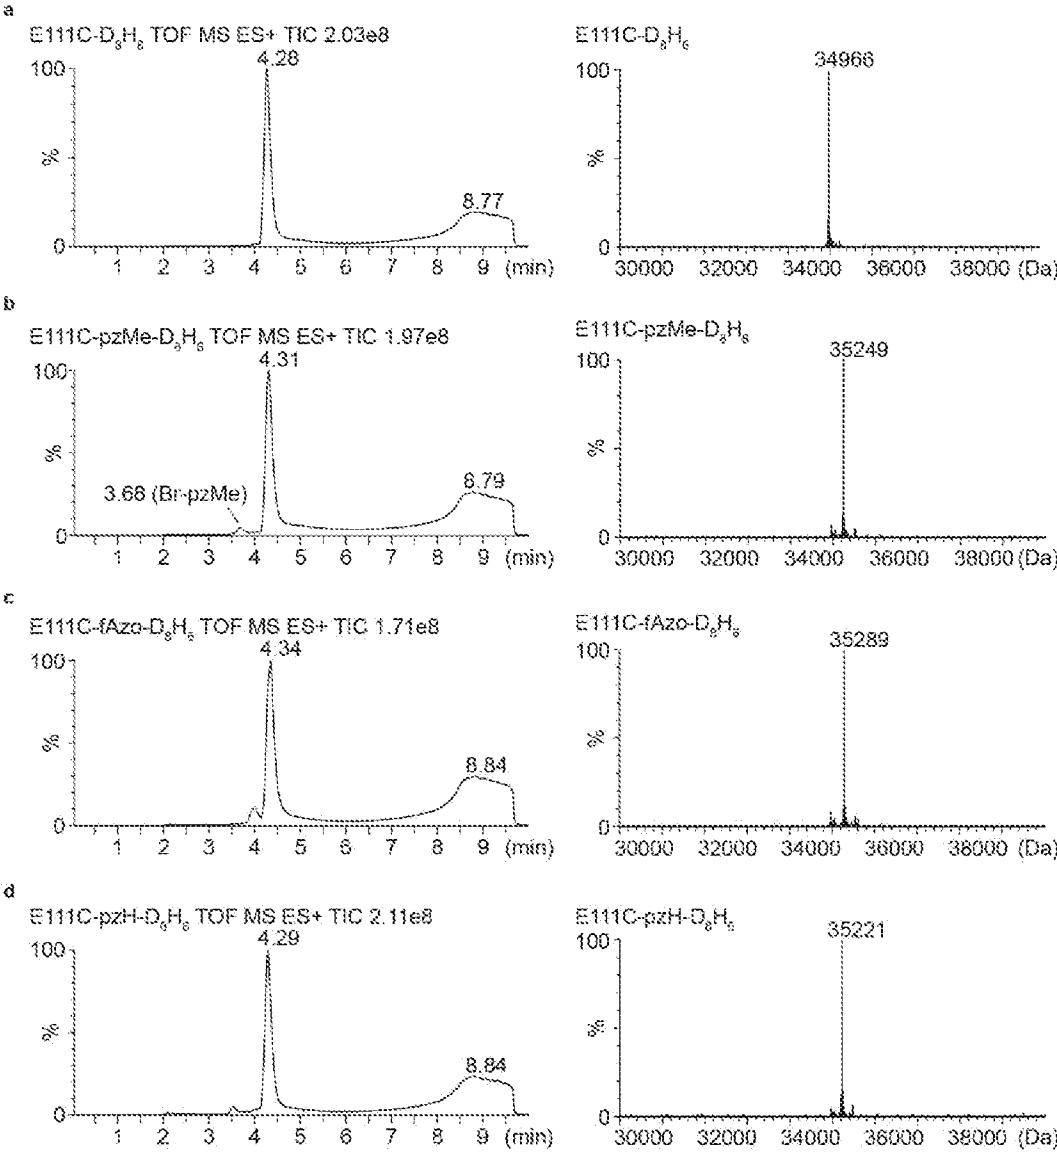 a
E111C-D₈H₆ TOF MS ES+ TIC 2.03e8
4.28
8.77
100
%
0
1 2 3 4 5 6 7 8 9 (min)
E111C-D₈H₆
34966
100
%
0
30000 32000 34000 36000 38000 (Da)
b
E111C-pzMe-D₈H₆ TOF MS ES+ TIC 1.97e8
4.31
3.68 (Br-pzMe)
8.79
100
%
0
1 2 3 4 5 6 7 8 9 (min)
E111C-pzMe-D₈H₆
35249
100
%
0
30000 32000 34000 36000 38000 (Da)
c
E111C-fAzo-D₈H₆ TOF MS ES+ TIC 1.71e8
4.34
8.84
100
%
0
1 2 3 4 5 6 7 8 9 (min)
E111C-fAzo-D₈H₆
35289
100
%
0
30000 32000 34000 36000 38000 (Da)
d
E111C-pzH-D₈H₆ TOF MS ES+ TIC 2.11e8
4.29
8.84
100
%
0
1 2 3 4 5 6 7 8 9 (min)
E111C-pzH-D₈H₆
35221
100
%
0
30000 32000 34000 36000 38000 (Da)